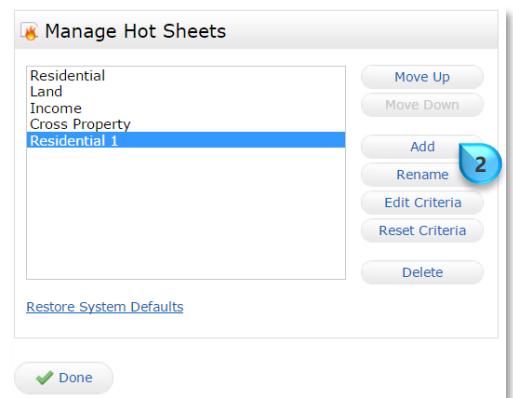 Manage Hot Sheets
Residential
Land
Income
Cross Property
Residential 1
Move Up
Move Down
Add
2
Rename
Edit Criteria
Reset Criteria
Delete
Restore System Defaults
Done